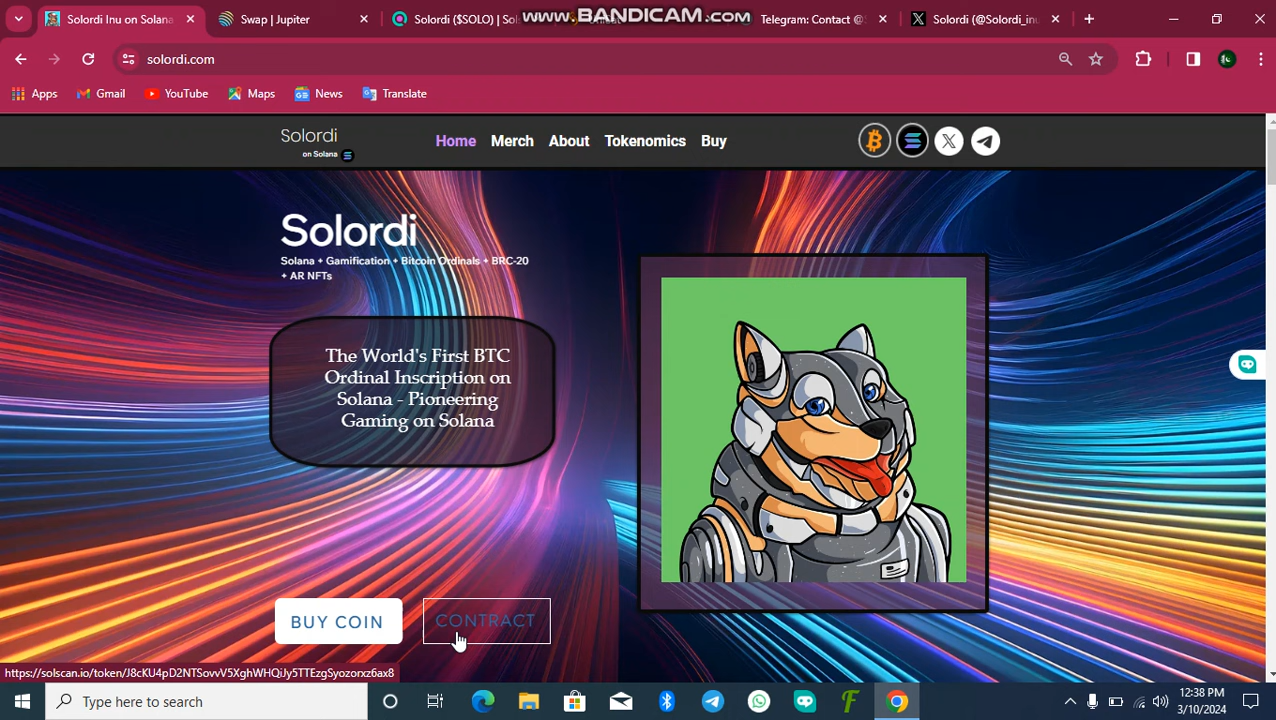 Solordi Inu on Solana
Swap | Jupiter
Solordi ($SOLO) | Sol
www.BANDICAM.com
Telegram: Contact @S
Solordi (@Solordi_inu
solordi.com
Apps
Gmail
YouTube
Maps
News
Translate
Solordi
on Solana
Home
Merch
About
Tokenomics
Buy
Solordi
Solana + Gamification + Bitcoin Ordinals + BRC-20
+ AR NFTs
The World's First BTC
Ordinal Inscription on
Solana - Pioneering
Gaming on Solana
BUY COIN
CONTRACT
https://solscan.io/token/J8cKU4pD2NTSovvV5XghWHQiJy5TTEzgSyozorxz6ax8
Type here to search
12:38 PM
3/10/2024